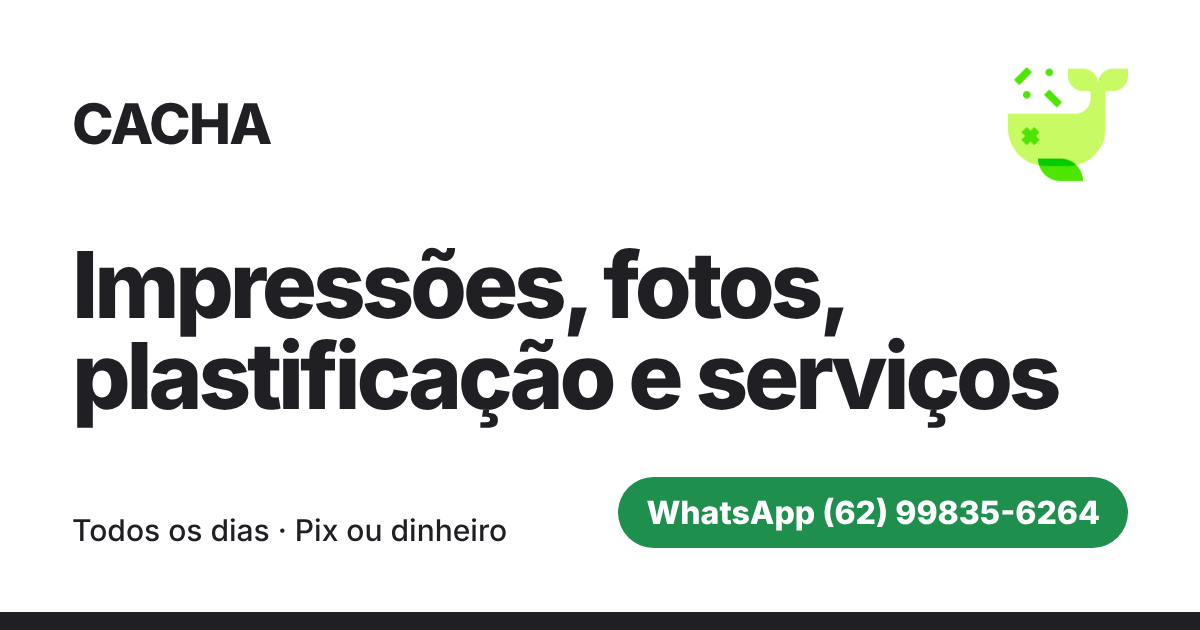 CACHA
Impressões, fotos,
plastificação e serviços
Todos os dias · Pix ou dinheiro
WhatsApp (62) 99835-6264